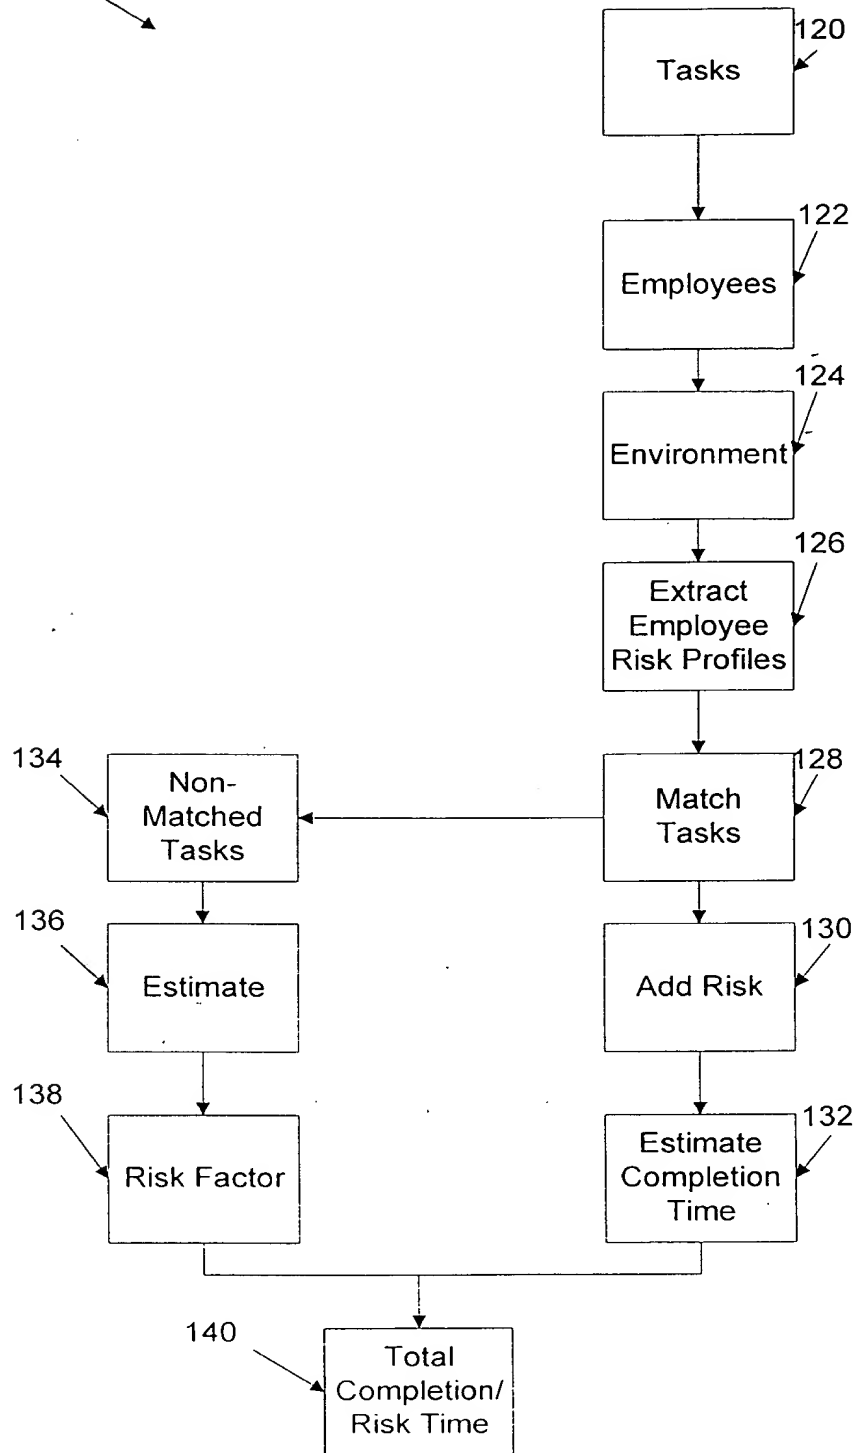 120
Tasks
122
Employees
124
Environment
126
Extract
Employee
Risk Profiles
134
Non-
Matched
Tasks
128
Match
Tasks
136
Estimate
130
Add Risk
138
Risk Factor
132
Estimate
Completion
Time
140
Total
Completion/
Risk Time